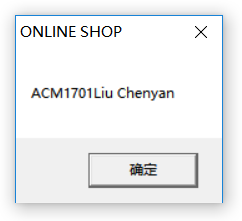 ONLINE SHOP
ACM1701Liu Chenyan
确定